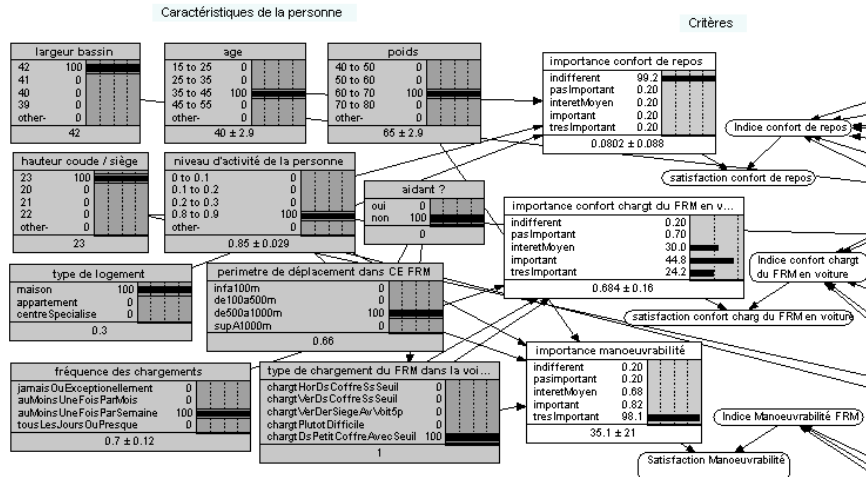 Caractéristiques de la personne
Critères
largeur bassin
42 100
41 0
40 0
39 0
other- 0
42
age
15 to 25 0
25 to 35 0
35 to 45 100
45 to 55 0
other- 0
40 ± 2.9
poids
40 to 50 0
50 to 60 0
60 to 70 100
70 to 80 0
other- 0
65 ± 2.9
importance confort de repos
indifferent 99.2
pasImportant 0.20
interetMoyen 0.20
important 0.20
tresImportant 0.20
0.0802 ± 0.088
Indice confort de repos
satisfaction confort de repos
hauteur coude / siège
23 100
20 0
21 0
22 0
other- 0
23
niveau d'activité de la personne
0 to 0.1 0
0.1 to 0.2 0
0.2 to 0.3 0
0.8 to 0.9 100
other- 0
0.85 ± 0.029
aidant ?
oui 0
non 100
0
importance confort chargt du FRM en v...
indifferent 0.20
pasImportant 0.70
interetMoyen 30.0
important 44.8
tresImportant 24.2
0.684 ± 0.16
Indice confort chargt
du FRM en voiture
satisfaction confort charg du FRM en voiture
type de logement
maison 100
appartement 0
centreSpecialise 0
0.3
perimetre de déplacement dans CE FRM
infa100m 0
de100a500m 0
de500a1000m 100
supA1000m 0
0.66
fréquence des chargements
jamaisOuExceptionellement 0
auMoinsUneFoisParMois 0
auMoinsUneFoisParSemaine 100
tousLesJoursOuPresque 0
0.7 ± 0.12
type de chargement du FRM dans la voi...
chargtHorDsCoffreSsSeuil 0
chargtVerDsCoffreSsSeuil 0
chargtVerDerSiegeAvVoit5p 0
chargtPlutotDifficile 0
chargtDsPetitCoffreAvecSeuil 100
1
importance manoeuvrabilité
indifferent 0.20
pasimportant 0.20
interetMoyen 0.68
important 0.82
tresImportant 98.1
35.1 ± 21
Indice Manoeuvrabilité FRM
Satisfaction Manoeuvrabilité